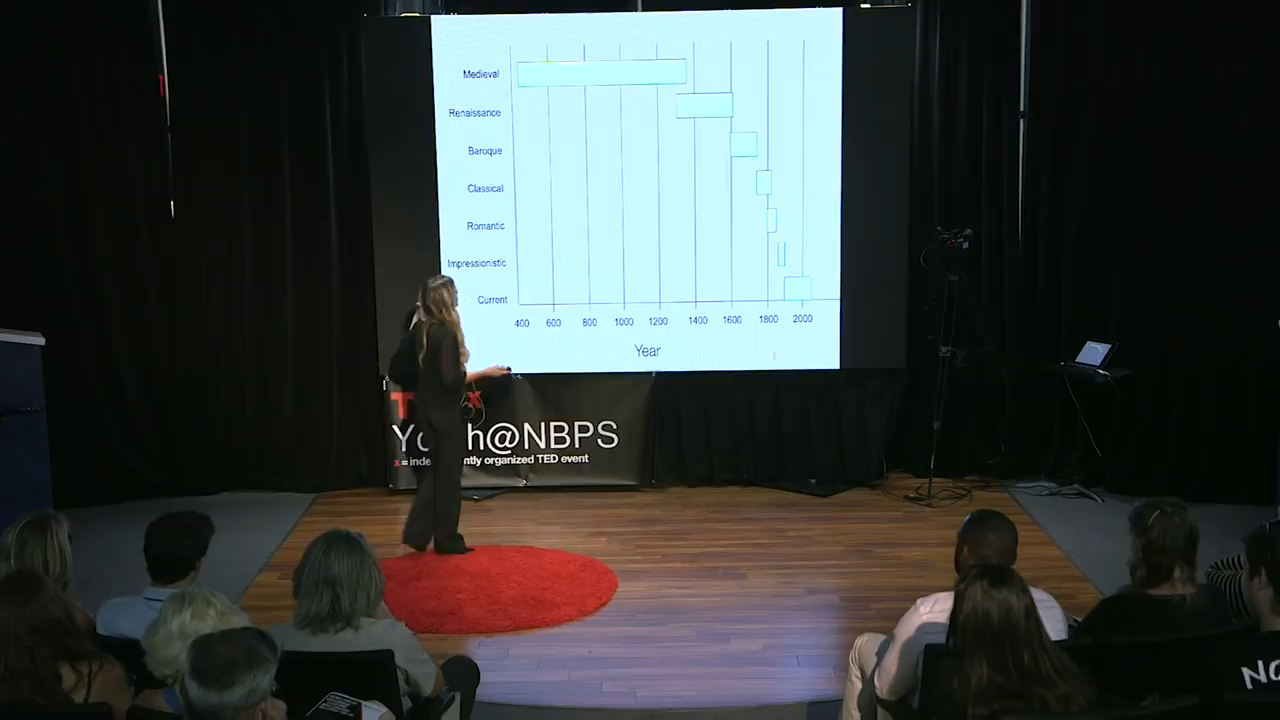 Medieval
Renaissance
Baroque
Classical
Romantic
Impressionistic
Current
400 600 800 1000 1200 1400 1600 1800 2000
Year
h@NBPS
organized TED event